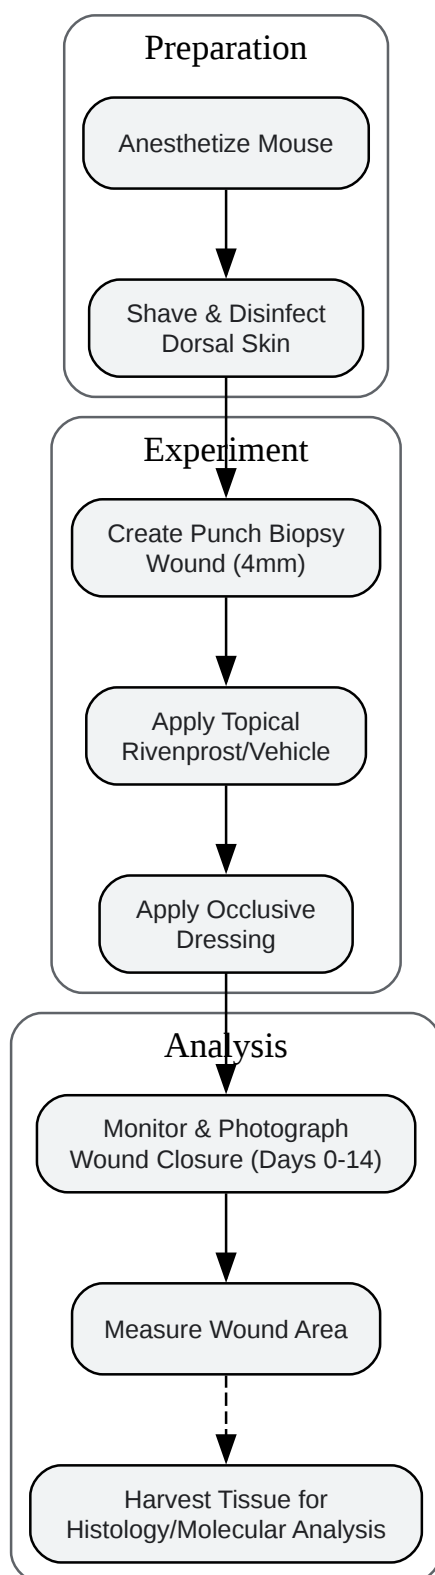 Preparation
Anesthetize Mouse
Shave & Disinfect
Dorsal Skin
Experiment
Create Punch Biopsy
Wound (4mm)
Apply Topical
Rivenprost/Vehicle
Apply Occlusive
Dressing
Analysis
Monitor & Photograph
Wound Closure (Days 0-14)
Measure Wound Area
Harvest Tissue for
Histology/Molecular Analysis